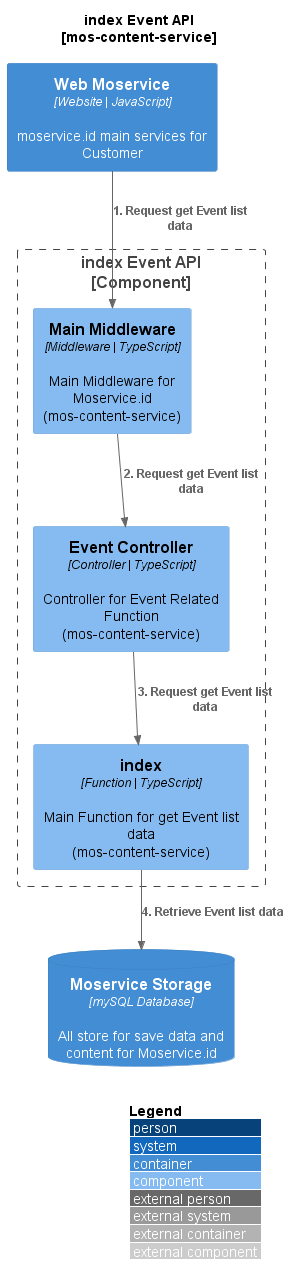 index Event API
[mos-content-service]
Web Moservice
[Website | JavaScript]
moservice.id main services for
Customer
1. Request get Event list
data
index Event API
[Component]
Main Middleware
[Middleware | TypeScript]
Main Middleware for
Moservice.id
(mos-content-service)
2. Request get Event list
data
Event Controller
[Controller | TypeScript]
Controller for Event Related
Function
(mos-content-service)
3. Request get Event list
data
index
[Function | TypeScript]
Main Function for get Event list
data
(mos-content-service)
4. Retrieve Event list data
Moservice Storage
[mySQL Database]
All store for save data and
content for Moservice.id
Legend
person
system
container
component
external person
external system
external container
external component